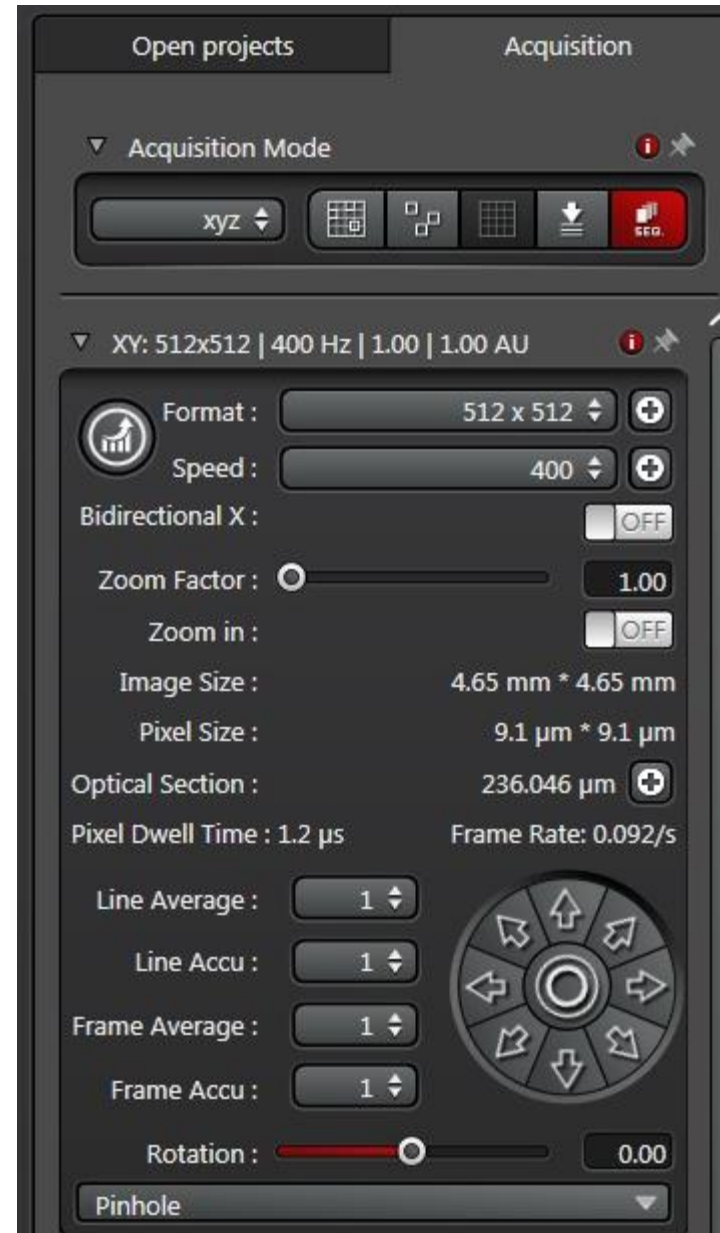 Open projects Acquisition
Acquisition Mode
xyz SEQ.
XY: 512x512 | 400 Hz | 1.00 | 1.00 AU
Format : 512 x 512
Speed : 400
Bidirectional X : OFF
Zoom Factor : 1.00
Zoom in : OFF
Image Size : 4.65 mm * 4.65 mm
Pixel Size : 9.1 µm * 9.1 µm
Optical Section : 236.046 µm
Pixel Dwell Time : 1.2 µs Frame Rate: 0.092/s
Line Average : 1
Line Accu : 1
Frame Average : 1
Frame Accu : 1
Rotation : 0.00
Pinhole